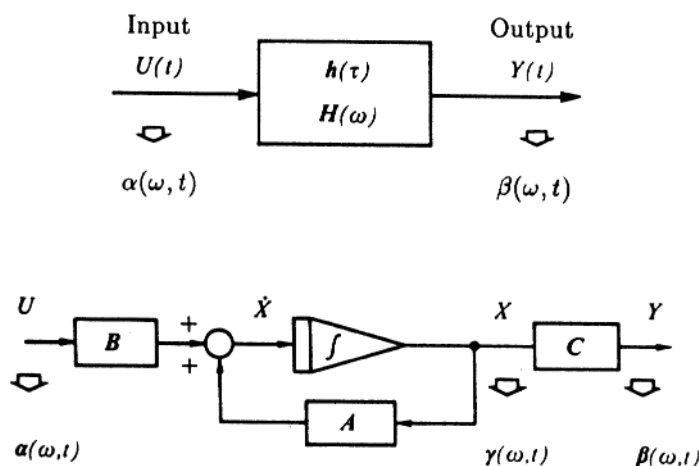 Input Output
U(t) h(τ) Y(t)
H(ω)
α(ω, t) β(ω, t)
U Ẋ X Y
+
B ∫ C
+
A
α(ω,t) γ(ω,t) β(ω,t)